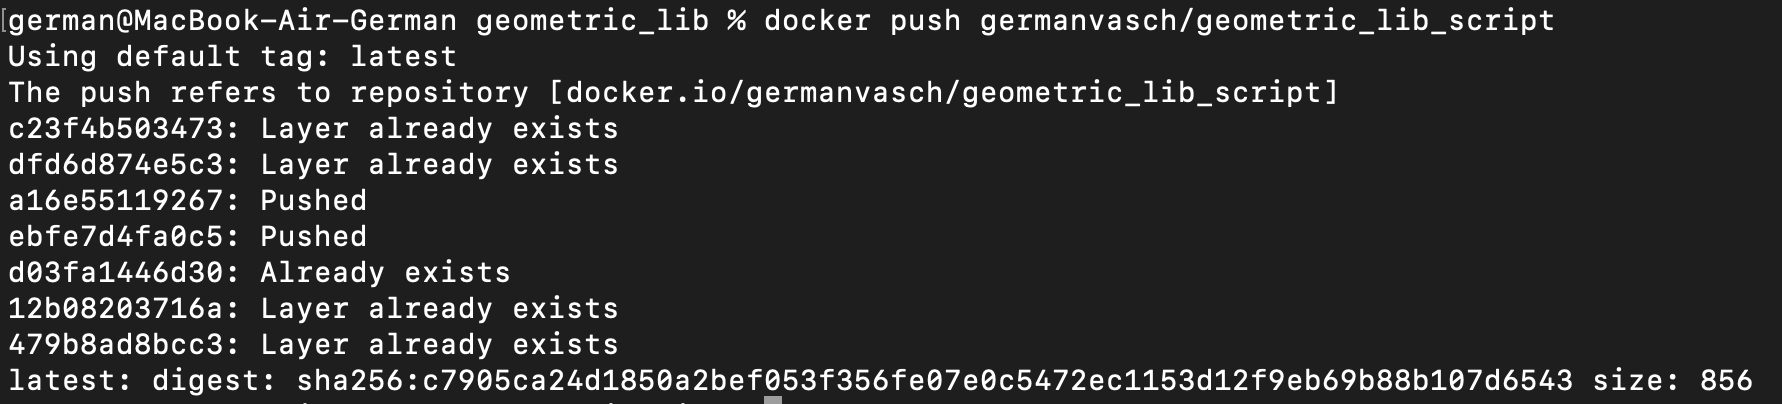 german@MacBook-Air-German geometric_lib % docker push germanvasch/geometric_lib_script
Using default tag: latest
The push refers to repository [docker.io/germanvasch/geometric_lib_script]
c23f4b503473: Layer already exists
dfd6d874e5c3: Layer already exists
a16e55119267: Pushed
ebfe7d4fa0c5: Pushed
d03fa1446d30: Already exists
12b08203716a: Layer already exists
479b8ad8bcc3: Layer already exists
latest: digest: sha256:c7905ca24d1850a2bef053f356fe07e0c5472ec1153d12f9eb69b88b107d6543 size: 856